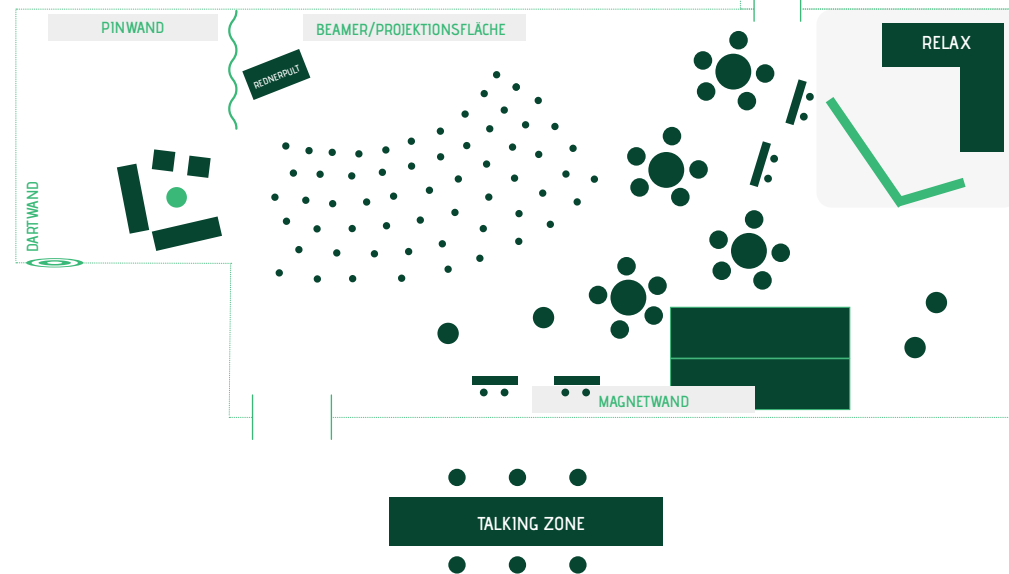 PINWAND
BEAMER/PROJEKTIONSFLÄCHE
RELAX
REDNERPULT
DARTWAND
MAGNETWAND
TALKING ZONE